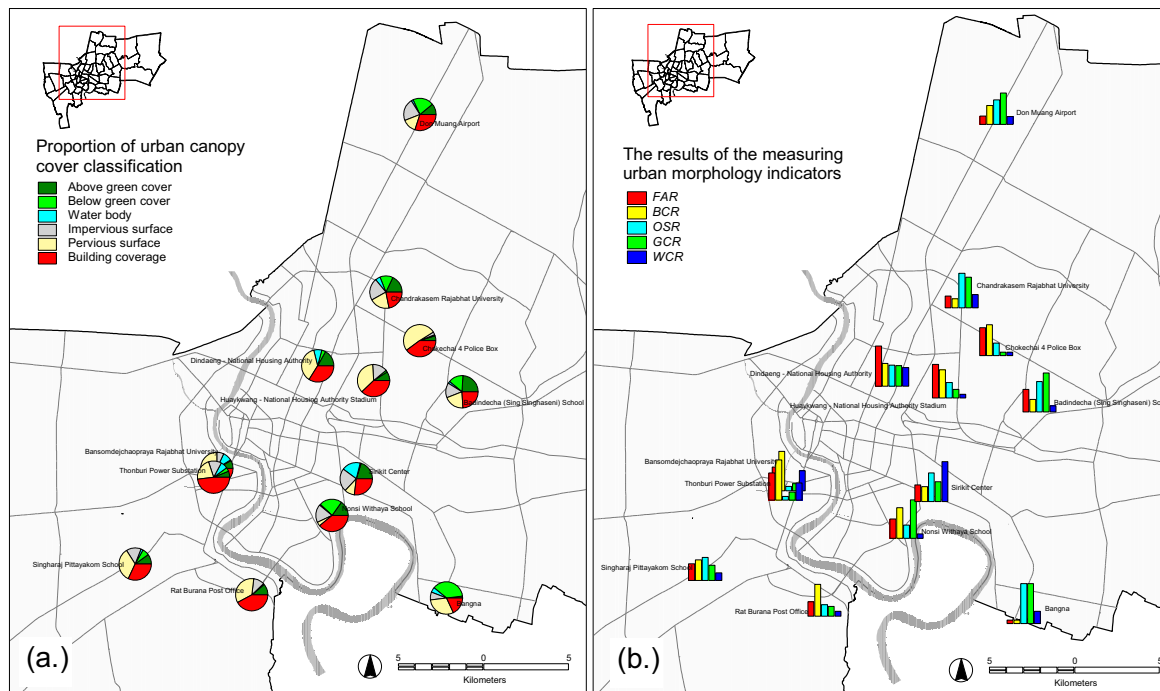 Proportion of urban canopy
cover classification
Above green cover
Below green cover
Water body
Impervious surface
Pervious surface
Building coverage
Don Muang Airport
Chandrakasem Rajabhat University
Chokechai 4 Police Box
Dindaeng - National Housing Authority
Huaykwang - National Housing Authority Stadium
Badindecha (Sing Singhaseni) School
Bansomdejchaopraya Rajabhat University
Thonburi Power Substation
Sirikit Center
Nonsi Withaya School
Singharaj Pittayakom School
Rat Burana Post Office
Bangna
(a.)
5 0 5
Kilometers
The results of the measuring
urban morphology indicators
FAR
BCR
OSR
GCR
WCR
Don Muang Airport
Chandrakasem Rajabhat University
Chokechai 4 Police Box
Dindaeng - National Housing Authority
Huaykwang - National Housing Authority Stadium
Badindecha (Sing Singhaseni) Sc
Bansomdejchaopraya Rajabhat University
Thonburi Power Substation
Sirikit Center
Nonsi Withaya School
Singharaj Pittayakom School
Rat Burana Post Office
Bangna
(b.)
5 0 5
Kilometers